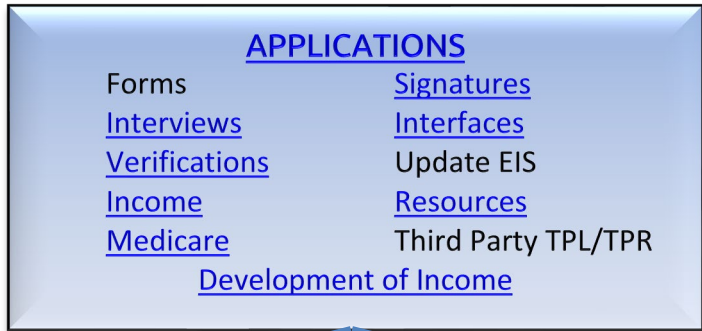 APPLICATIONS
Forms Signatures
Interviews Interfaces
Verifications Update EIS
Income Resources
Medicare Third Party TPL/TPR
Development of Income